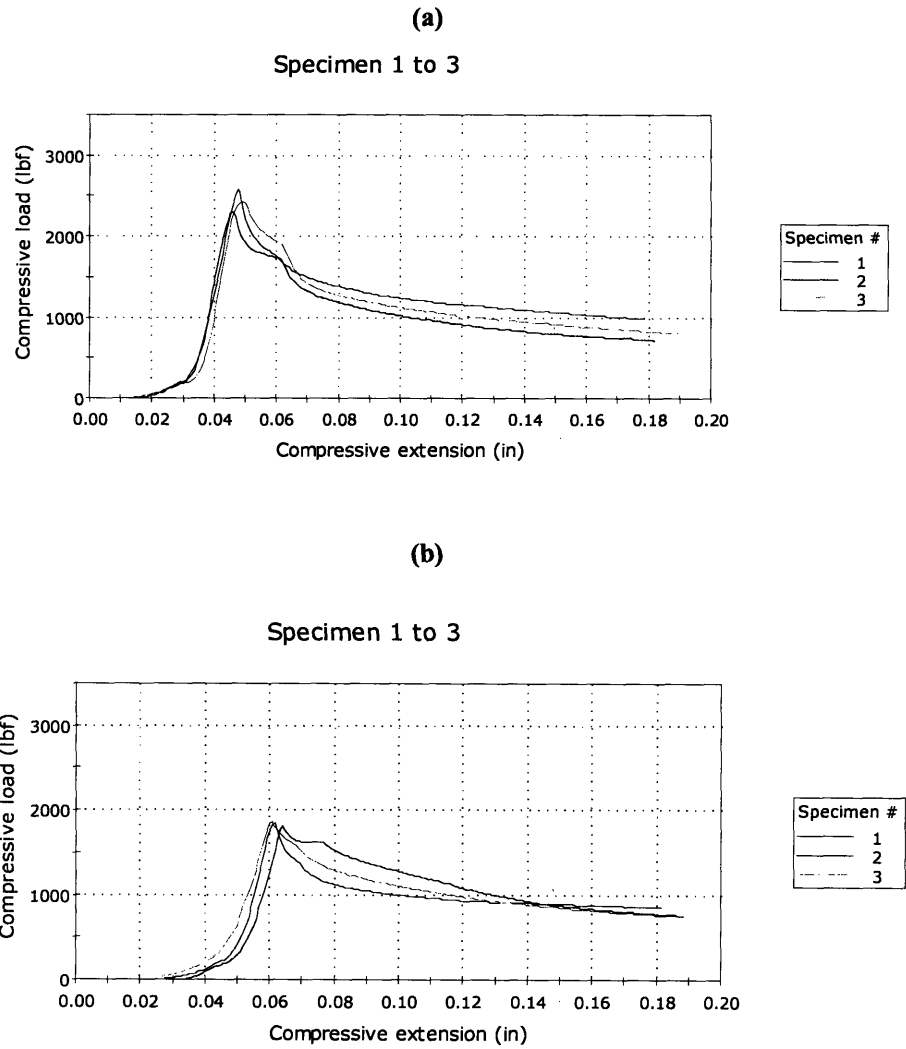 (a)
Specimen 1 to 3
Compressive load (lbf)
3000
2000
1000
0
0.00 0.02 0.04 0.06 0.08 0.10 0.12 0.14 0.16 0.18 0.20
Compressive extension (in)
Specimen #
1
2
3
(b)
Specimen 1 to 3
Compressive load (lbf)
3000
2000
1000
0
0.00 0.02 0.04 0.06 0.08 0.10 0.12 0.14 0.16 0.18 0.20
Compressive extension (in)
Specimen #
1
2
3